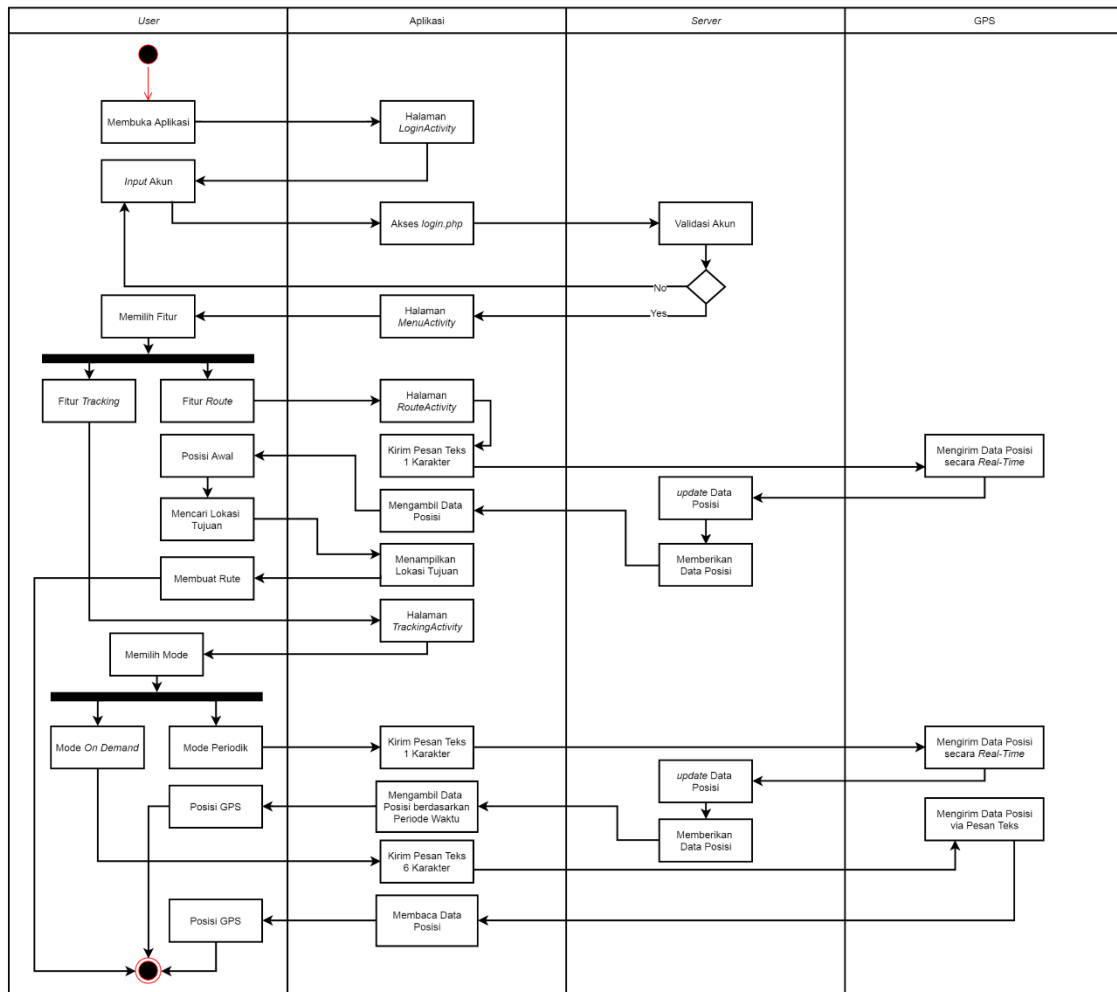 User
Aplikasi
Server
GPS
Membuka Aplikasi
Halaman
LoginActivity
Input Akun
Akses login.php
Validasi Akun
No
Memilih Fitur
Halaman
MenuActivity
Yes
Fitur Tracking
Fitur Route
Halaman
RouteActivity
Posisi Awal
Kirim Pesan Teks
1 Karakter
Mengirim Data Posisi
secara Real-Time
update Data
Posisi
Mencari Lokasi
Tujuan
Mengambil Data
Posisi
Membuat Rute
Menampilkan
Lokasi Tujuan
Memberikan
Data Posisi
Halaman
TrackingActivity
Memilih Mode
Mode On Demand
Mode Periodik
Kirim Pesan Teks
1 Karakter
Mengirim Data Posisi
secara Real-Time
update Data
Posisi
Posisi GPS
Mengambil Data
Posisi berdasarkan
Periode Waktu
Memberikan
Data Posisi
Mengirim Data Posisi
via Pesan Teks
Kirim Pesan Teks
6 Karakter
Posisi GPS
Membaca Data
Posisi